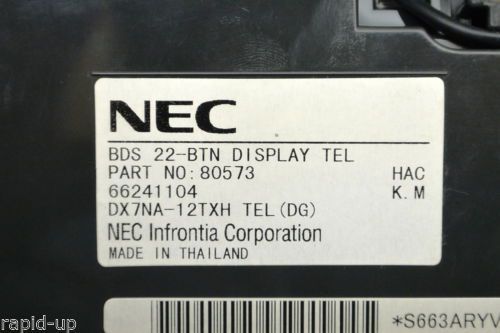 NEC
BDS 22-BTN DISPLAY TEL
PART NO:80573 HAC
66241104 K.M
DX7NA-12TXH TEL(DG)
NEC Infrontia Corporation
MADE IN THAILAND
*S663ARYV
rapid-up